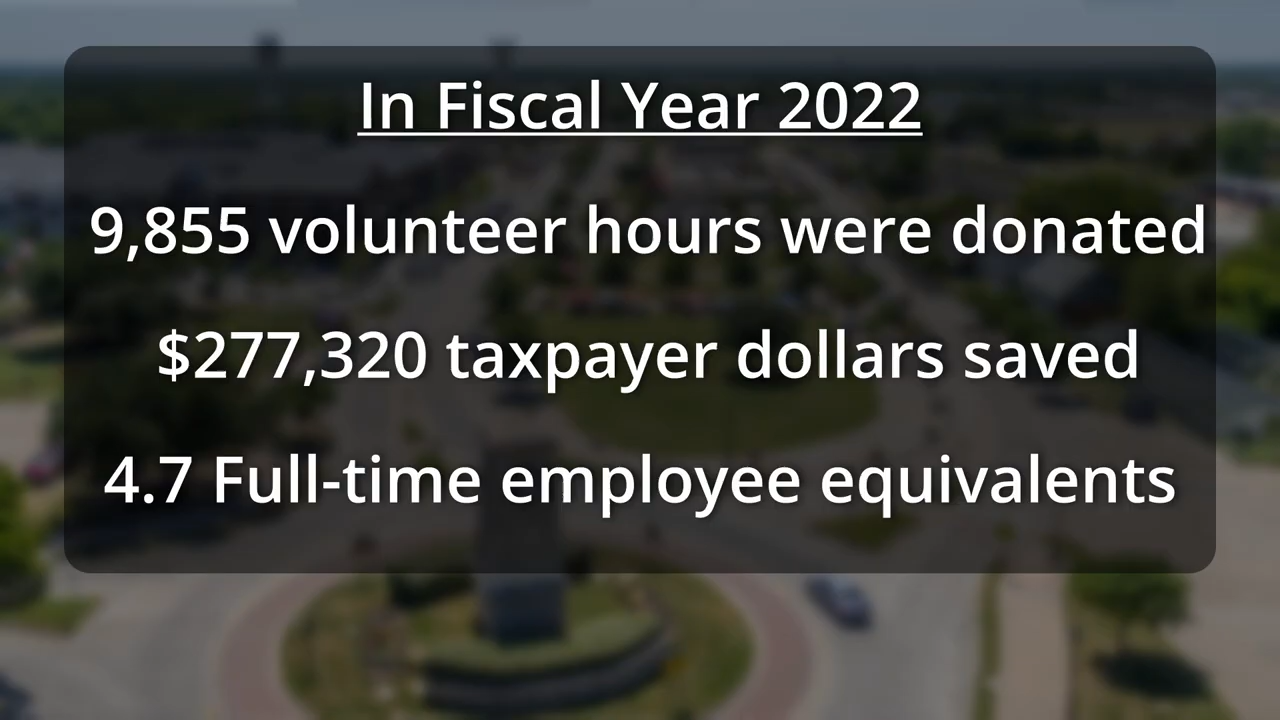 In Fiscal Year 2022
9,855 volunteer hours were donated
$277,320 taxpayer dollars saved
4.7 Full-time employee equivalents